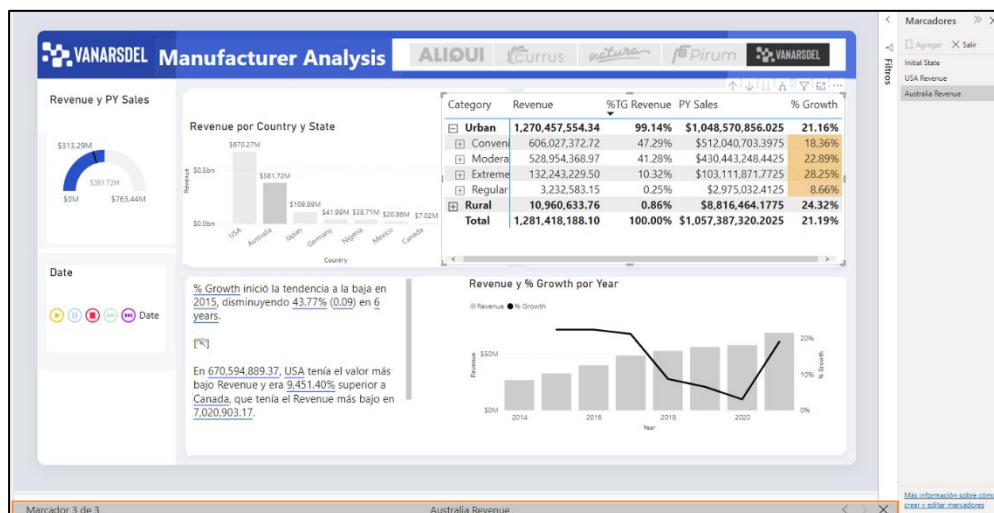 VANARSDEL Manufacturer Analysis
ALIQUI Currus natura Pirum VANARSDEL
Revenue y PY Sales
$313.29M
$381.72M
$0M $763.44M
Date
Date
Revenue por Country y State
Revenue
$0.5bn
$0.0bn
$670.27M
$381.72M
$109.89M
$41.99M
$38.71M
$20.86M
$7.02M
USA
Australia
Japan
Germany
Nigeria
Mexico
Canada
Country
Category Revenue %TG Revenue PY Sales % Growth
Urban 1,270,457,554.34 99.14% $1,048,570,856.025 21.16%
Conveni 606,027,372.72 47.29% $512,040,703.3975 18.36%
Modera 528,954,368.97 41.28% $430,443,248.4425 22.89%
Extreme 132,243,229.50 10.32% $103,111,871.7725 28.25%
Regular 3,232,583.15 0.25% $2,975,032.4125 8.66%
Rural 10,960,633.76 0.86% $8,816,464.1775 24.32%
Total 1,281,418,188.10 100.00% $1,057,387,320.2025 21.19%
% Growth inició la tendencia a la baja en
2015, disminuyendo 43.77% (0.09) en 6
years.
En 670,594,889.37, USA tenía el valor más
bajo Revenue y era 9,451.40% superior a
Canada, que tenía el Revenue más bajo en
7,020,903.17.
Revenue y % Growth por Year
Revenue % Growth
Revenue
$50M
$0M
20%
10%
0%
% Growth
2014 2016 2018 2020
Year
Filtros
Marcadores
Agregar Salir
Initial State
USA Revenue
Australia Revenue
Más información sobre cómo
crear y editar marcadores
Marcador 3 de 3 Australia Revenue